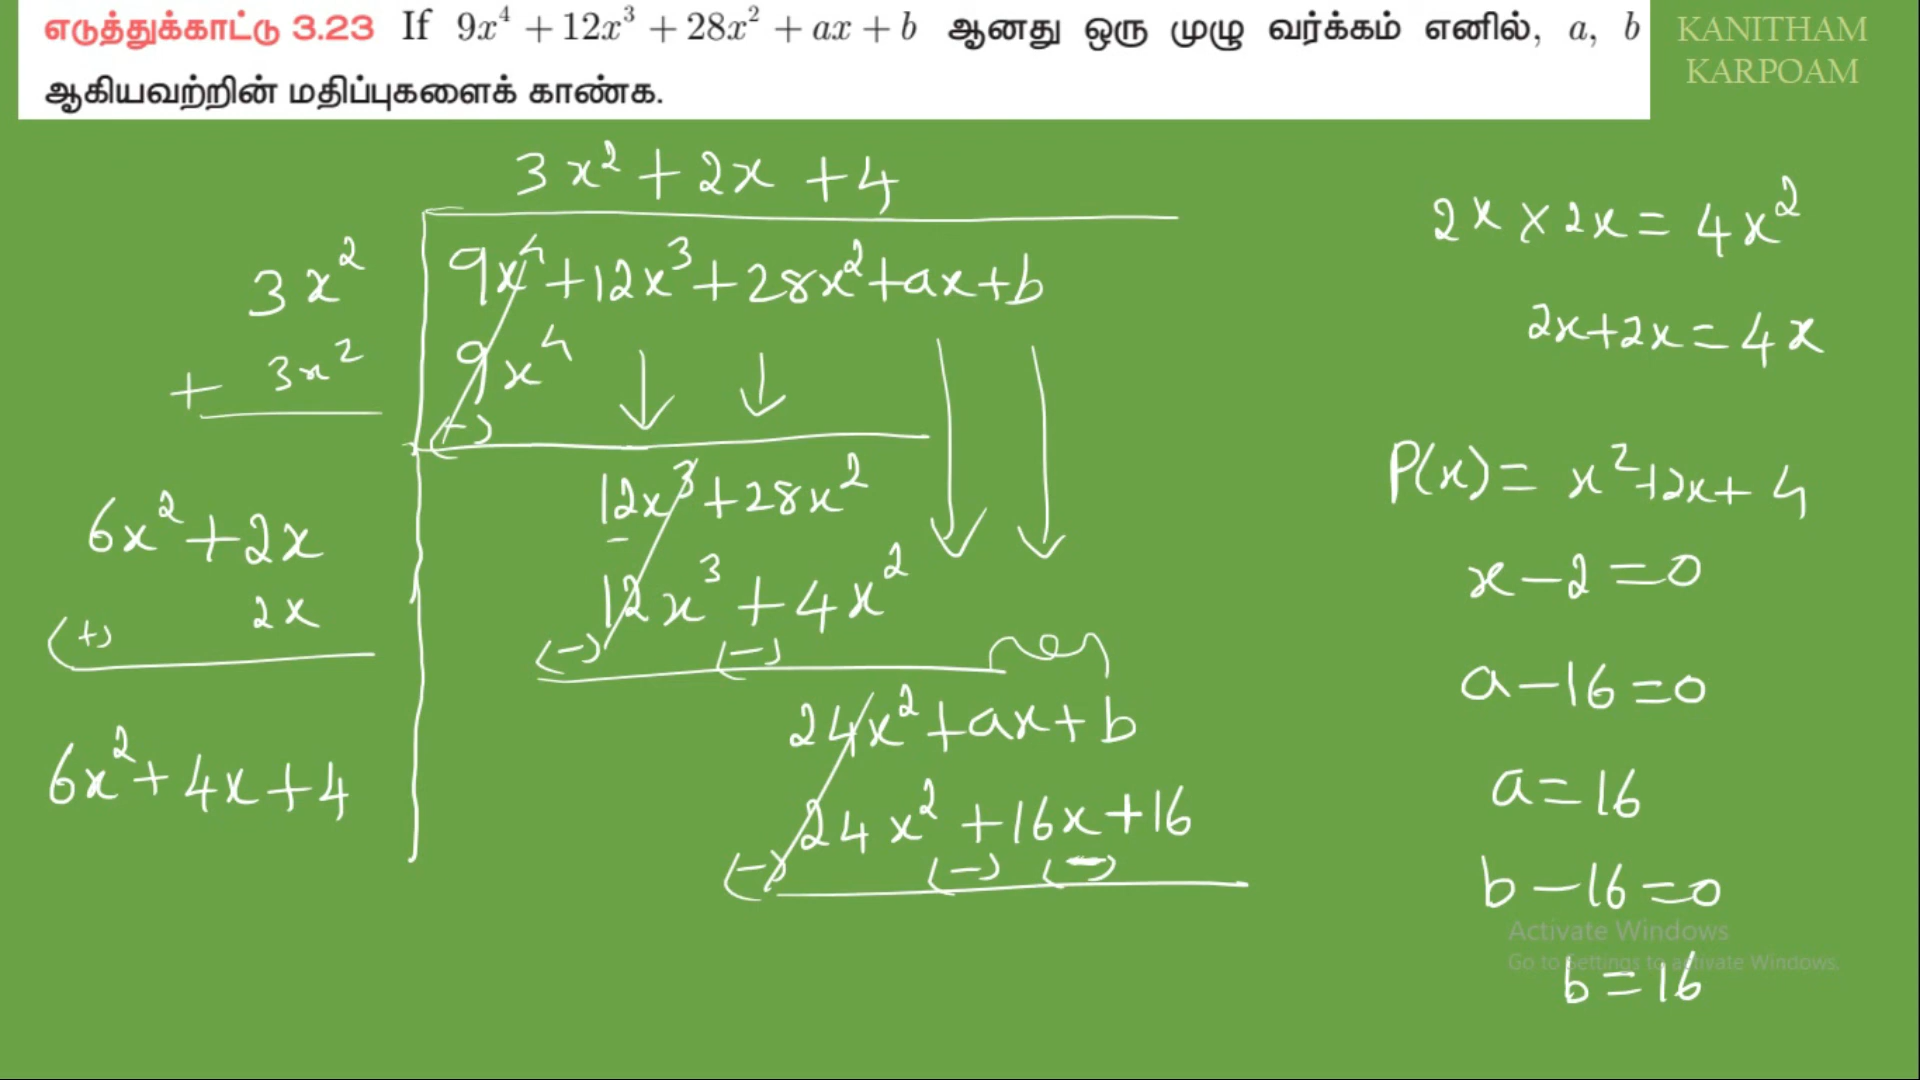 எடுத்துக்காட்டு 3.23 If 9x⁴ + 12x³ + 28x² + ax + b ஆனது ஒரு முழு வர்க்கம் எனில், a, b
ஆகியவற்றின் மதிப்புகளைக் காண்க.
KANITHAM
KARPOAM
3x² + 2x + 4
3x²
9x⁴ + 12x³ + 28x² + ax + b
+ 3x²
9x⁴
(-)
12x³ + 28x²
6x² + 2x
12x³ + 4x²
(+) 2x
(-) (-)
24x² + ax + b
6x² + 4x + 4
24x² + 16x + 16
(-) (-) (-)
2x × 2x = 4x²
2x + 2x = 4x
P(x) = x² + 2x + 4
x - 2 = 0
a - 16 = 0
a = 16
b - 16 = 0
Activate Windows
Go to Settings to activate Windows.
b = 16